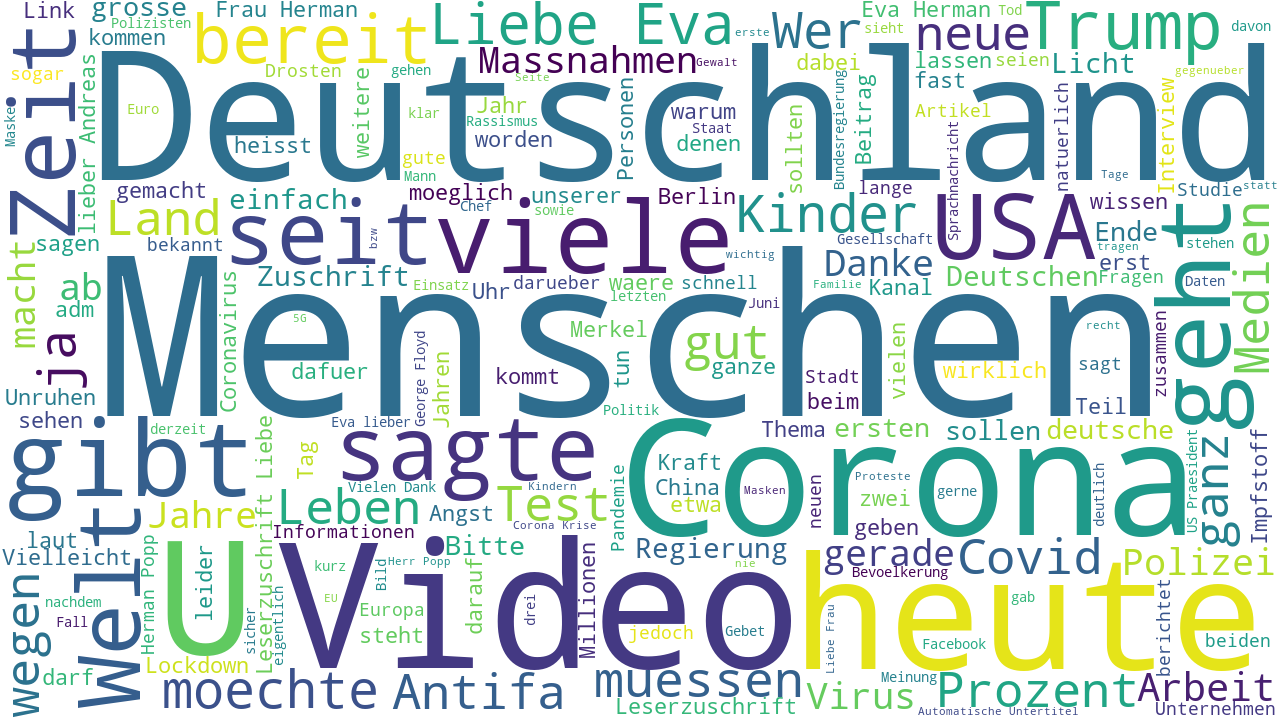 Link
grosse
Frau Herman
Liebe
Eva
Eva Herman
Tod
Trump
Polizisten
bereit
erste
Wer
sieht
neue
davon
kommen
Zeit
sogar
Andreas
Drosten
gehen
Massnahmen
Gewalt
dabei
lassen
seien
Licht
gegenueber
Seite
fast
Maske
Deutschland
Euro
weitere
klar
Jahr
Rassismus
Personen
warum
Staat
sollten
Bundesregierung
Beitrag
Artikel
natuerlich
Interview
heisst
worden
denen
Sprachnachricht
lieber
gute
Mann
gemacht
moeglich
unserer
Berlin
lange
Tage
Studie
statt
Land
einfach
Chef
sowie
Kinder
USA
wissen
seit
viele
bzw
sagen
bekannt
Gesellschaft
Ende
tragen
stehen
geht
Medien
macht
ab
Zuschrift
Einsatz
Uhr
darueber
waere
schnell
wichtig
Danke
Familie
Kanal
Deutschen
erst
Fragen
Daten
adm
Coronavirus
letzten
Juni
Menschen
5G
Merkel
gut
recht
ja
dafuer
George Floyd
Jahren
kommt
tun
ganze
Stadt
vielen
wirklich
sagt
zusammen
Unruhen
beim
Teil
sehen
Eva lieber
Politik
gibt
derzeit
Leserzuschrift Liebe
Tag
sagte
Corona
Thema
ersten
sollen
deutsche
ganz
Impfstoff
US Praesident
Kraft
China
etwa
Masken
Proteste
zwei
gerne
deutlich
Vielen Dank
Kindern
Pandemie
neuen
Jahre
Leben
Angst
Test
geben
Informationen
Corona Krise
laut
Vielleicht
Welt
Herman Popp
U
leider
Video
Bitte
Regierung
gerade
Bevoelkerung
Covid
Polizei
Herr Popp
nie
heute
wegen
kurz
Bild
EU
Europa
darauf
drei
Millionen
gab
berichtet
nachdem
Fall
sicher
eigentlich
steht
jedoch
Gebet
Liebe Frau
Facebook
beiden
darf
Lockdown
moechte
Antifa
muessen
Leserzuschrift
Virus
Meinung
Prozent
Automatische Untertitel
Arbeit
Unternehmen